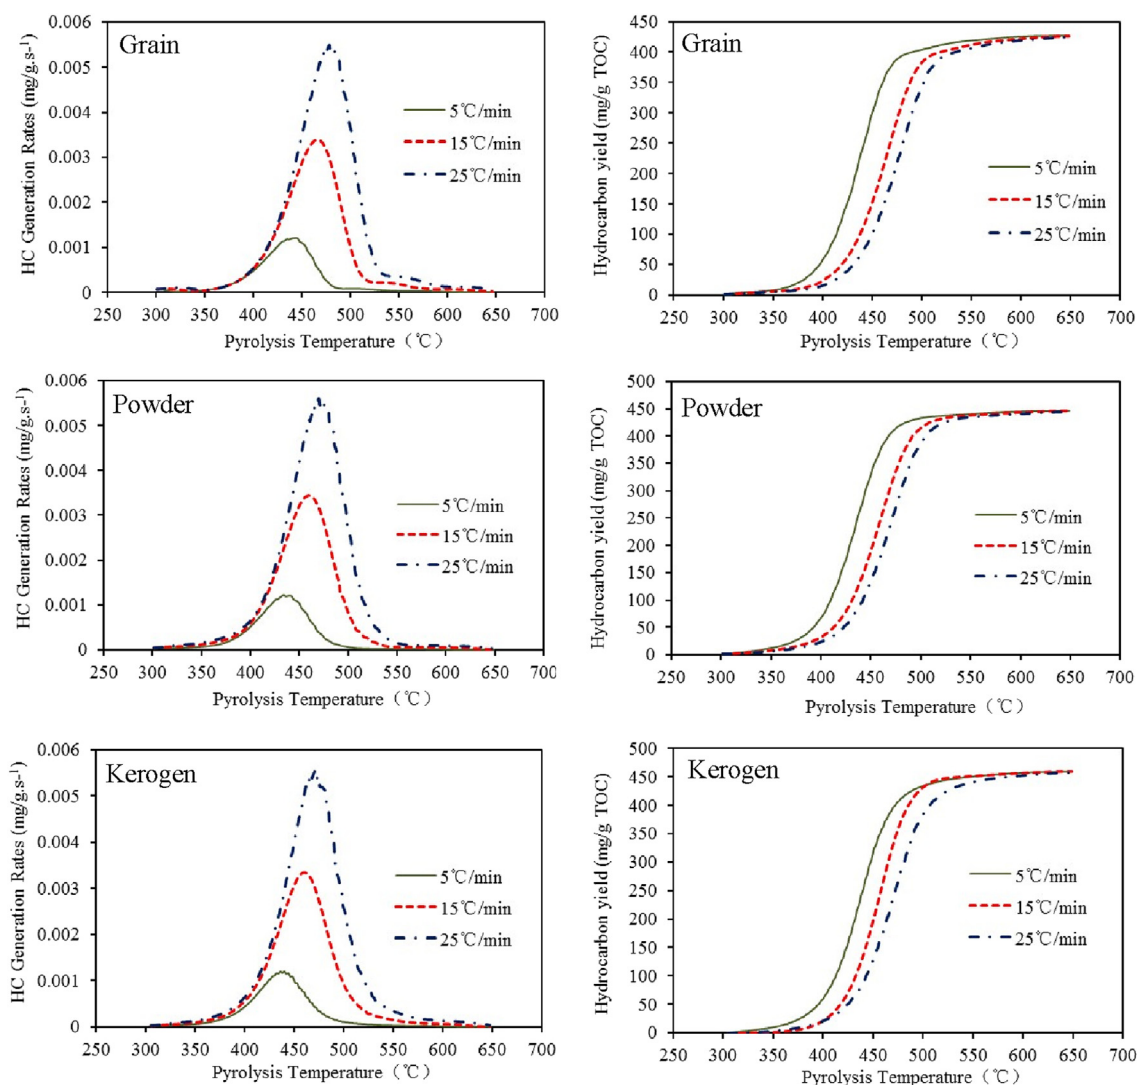 Grain
HC Generation Rates (mg/g.s-1)
0.006
0.005
0.004
0.003
0.002
0.001
0
5℃/min
15℃/min
25℃/min
250 300 350 400 450 500 550 600 650 700
Pyrolysis Temperature（℃）
Grain
Hydrocarbon yield (mg/g TOC)
450
400
350
300
250
200
150
100
50
0
5℃/min
15℃/min
25℃/min
250 300 350 400 450 500 550 600 650 700
Pyrolysis Temperature（℃）
Powder
HC Generation Rates (mg/g.s-1)
0.006
0.005
0.004
0.003
0.002
0.001
0
5℃/min
15℃/min
25℃/min
250 300 350 400 450 500 550 600 650 700
Pyrolysis Temperature（℃）
Powder
Hydrocarbon yield (mg/g TOC)
500
450
400
350
300
250
200
150
100
50
0
5℃/min
15℃/min
25℃/min
250 300 350 400 450 500 550 600 650 700
Pyrolysis Temperature（℃）
Kerogen
HC Generation Rates (mg/g.s-1)
0.006
0.005
0.004
0.003
0.002
0.001
0
5℃/min
15℃/min
25℃/min
250 300 350 400 450 500 550 600 650 700
Pyrolysis Temperature（℃）
Kerogen
Hydrocarbon yield (mg/g TOC)
500
450
400
350
300
250
200
150
100
50
0
5℃/min
15℃/min
25℃/min
250 300 350 400 450 500 550 600 650 700
Pyrolysis Temperature（℃）